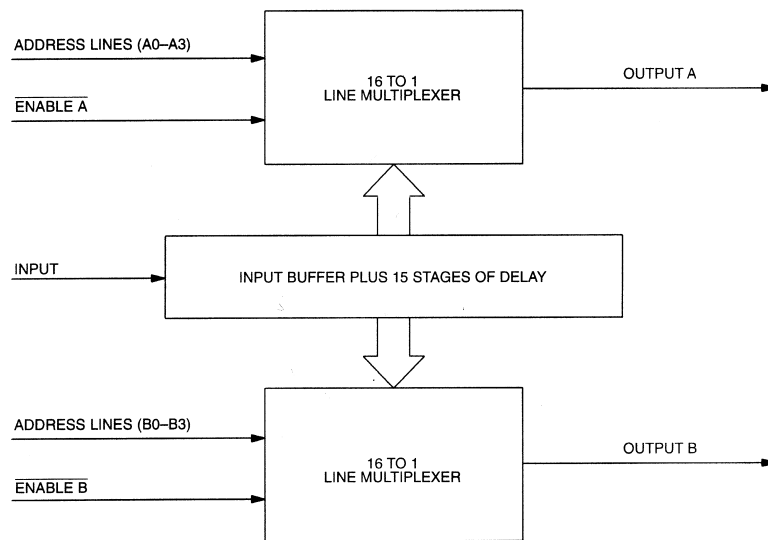 ADDRESS LINES (A0–A3)
ENABLE A
16 TO 1
LINE MULTIPLEXER
OUTPUT A
INPUT
INPUT BUFFER PLUS 15 STAGES OF DELAY
ADDRESS LINES (B0–B3)
ENABLE B
16 TO 1
LINE MULTIPLEXER
OUTPUT B